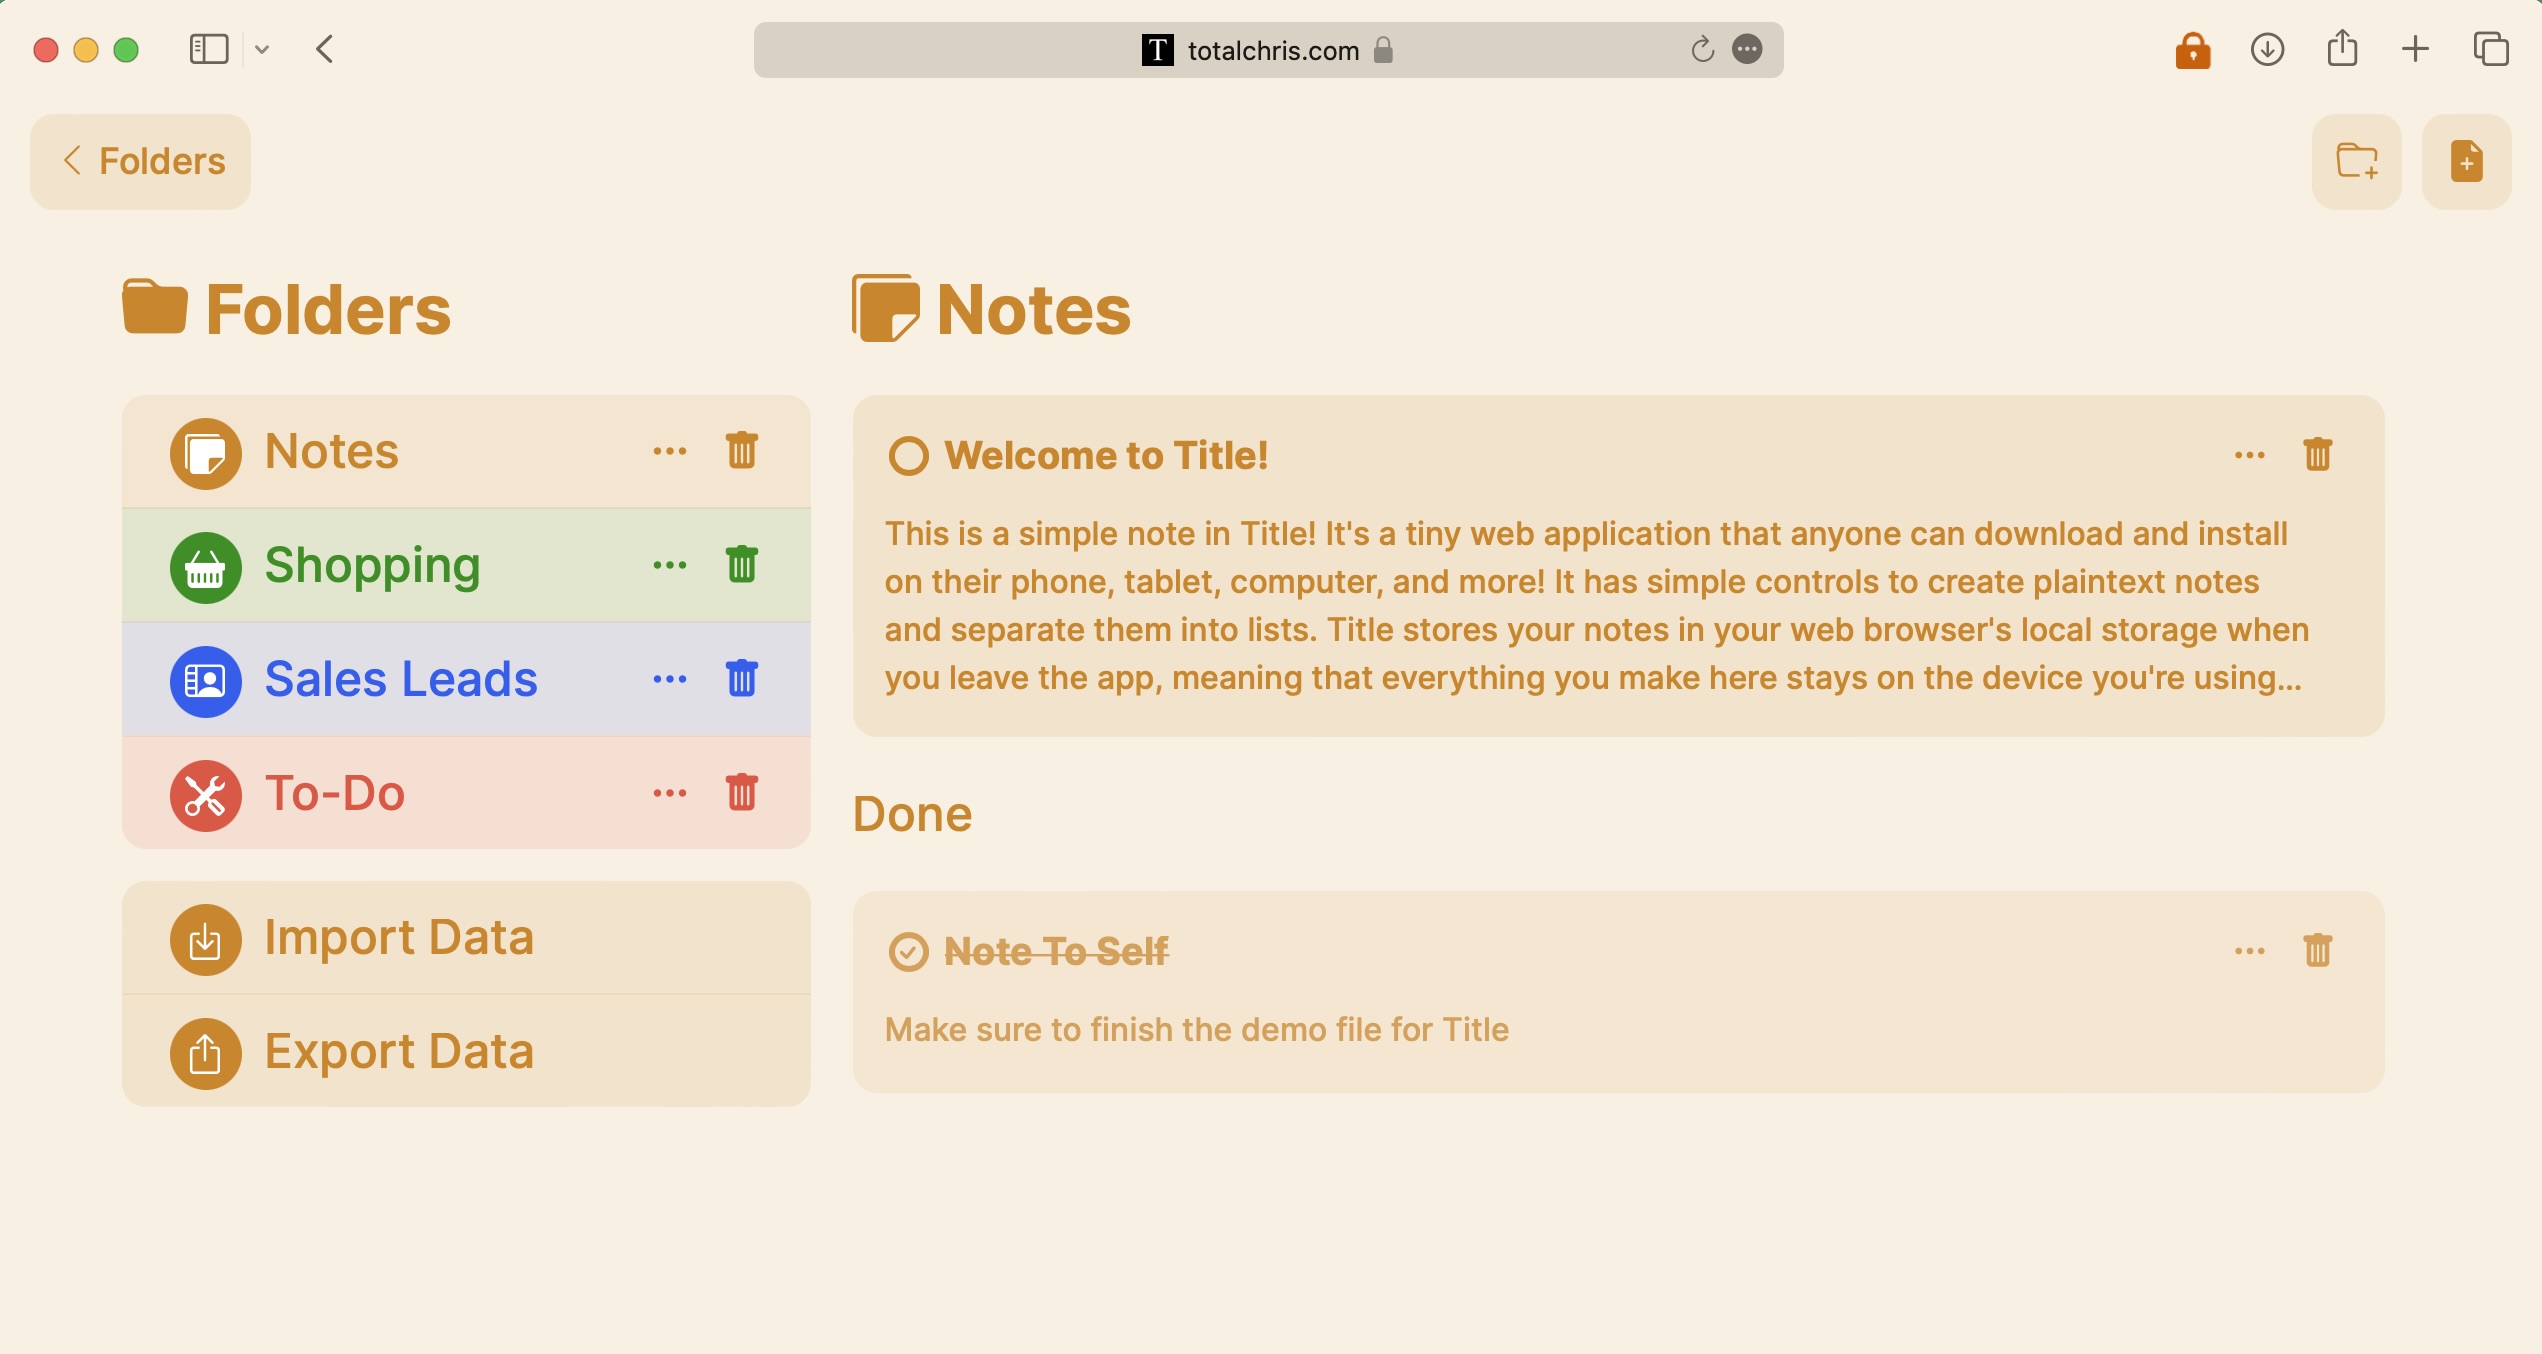 T totalchris.com
Folders
Folders
Notes
Shopping
Sales Leads
To-Do
Import Data
Export Data
Notes
Welcome to Title!
This is a simple note in Title! It's a tiny web application that anyone can download and install
on their phone, tablet, computer, and more! It has simple controls to create plaintext notes
and separate them into lists. Title stores your notes in your web browser's local storage when
you leave the app, meaning that everything you make here stays on the device you're using...
Done
Note To Self
Make sure to finish the demo file for Title